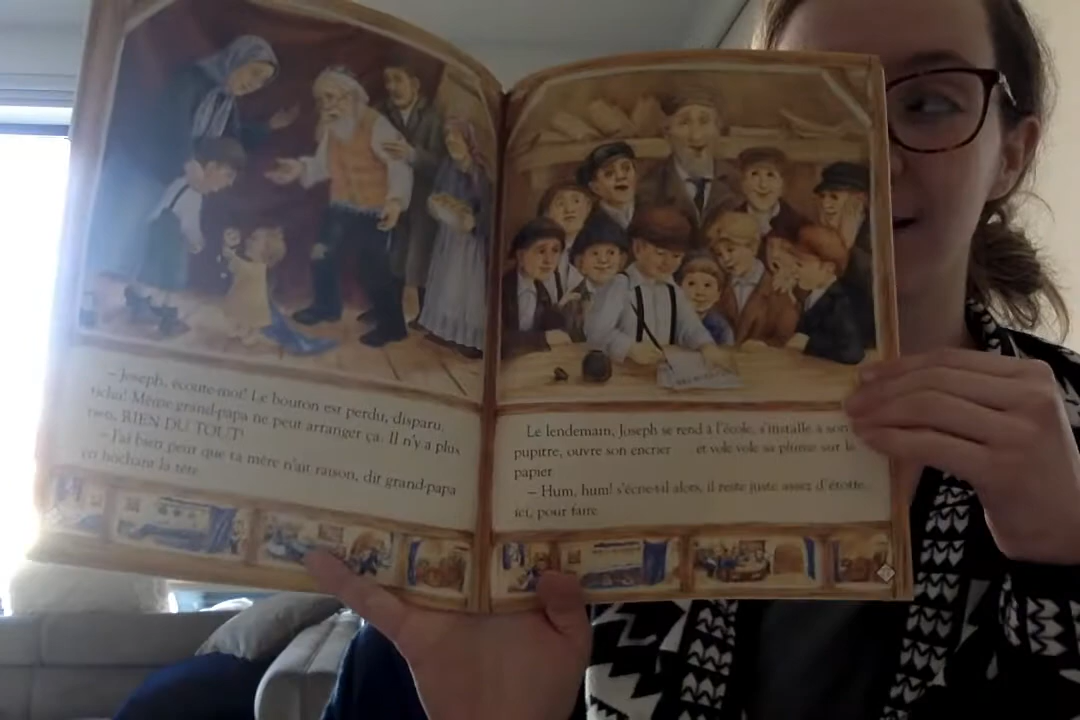 – Joseph, écoute-moi! Le bouton est perdu, disparu,
fichu! Même grand-papa ne peut arranger ça. Il n'y a plus
rien. RIEN DU TOUT!
– J'ai bien peur que ta mère n'ait raison, dit grand-papa
en hochant la tête.
Le lendemain, Joseph se rend à l'école, s'installe à son
pupitre, ouvre son encrier et vole vole sa plume sur le
papier.
– Hum, hum! s'écrie-t-il alors, il reste juste assez d'étoffe
ici, pour faire